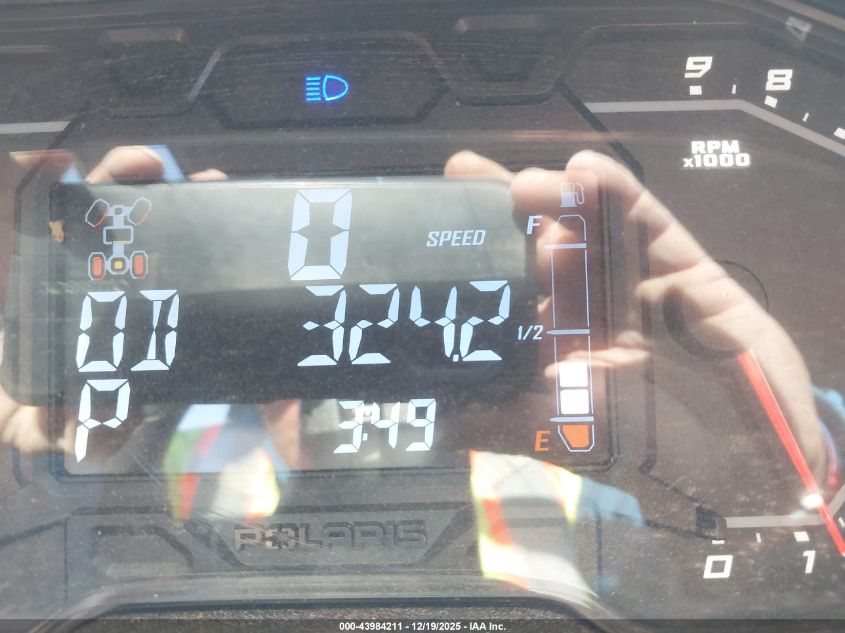 9
8
RPM
x1000
0
SPEED
F
OD 324.2
1/2
P
3:49
E
POLARIS
0
1
000-43984211 - 12/19/2025 - IAA Inc.